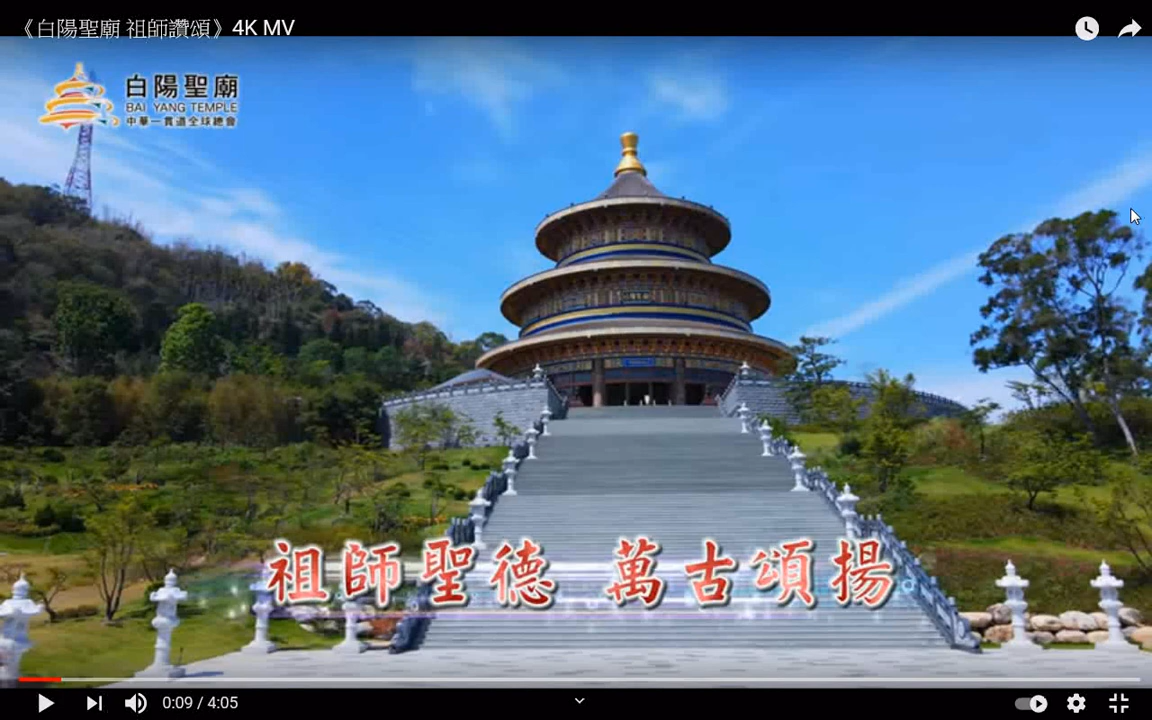 《白陽聖廟 祖師讚頌》4K MV
白陽聖廟
BAI YANG TEMPLE
中華一貫道全球總會
祖師聖德 萬古頌揚
0:09 / 4:05